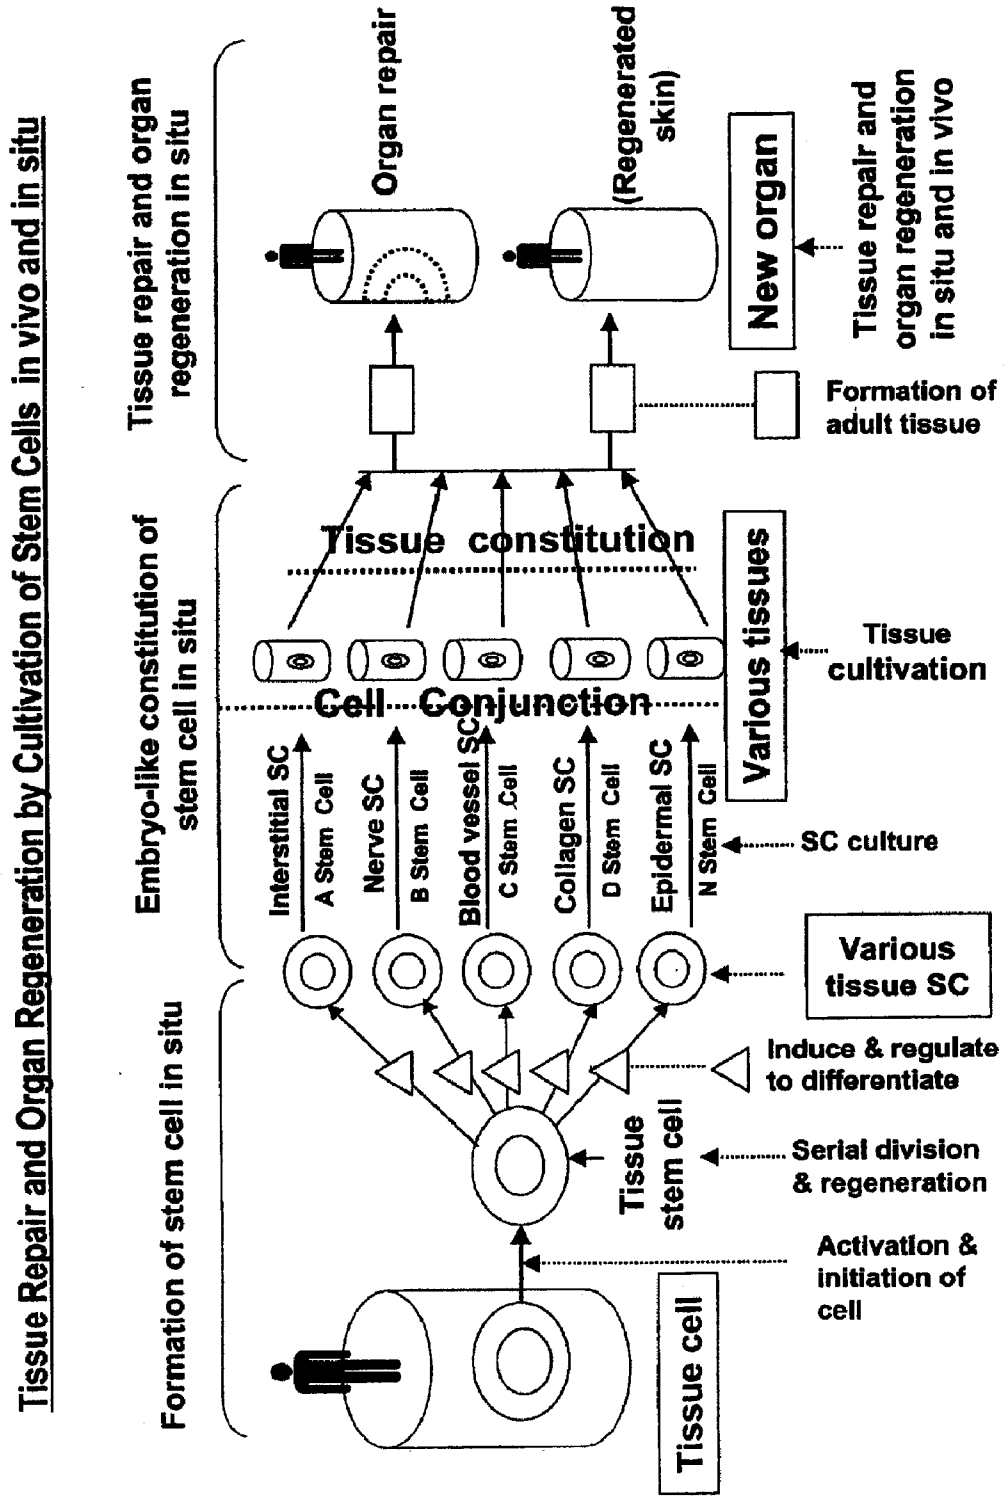 Tissue Repair and Organ Regeneration by Cultivation of Stem Cells in vivo and in situ
Formation of stem cell in situ
Embryo-like constitution of
stem cell in situ
Tissue repair and organ
regeneration in situ
Interstitial SC
A Stem Cell
Nerve SC
B Stem Cell
Blood vessel SC
C Stem Cell
Collagen SC
D Stem Cell
Epidermal SC
N Stem Cell
Cell Conjunction
Tissue constitution
Organ repair
(Regenerated
skin)
Tissue
stem cell
Tissue cell
Various tissues
New organ
Activation &
initiation of
cell
Serial division
& regeneration
Induce & regulate
to differentiate
Various
tissue SC
SC culture
Tissue
cultivation
Formation of
adult tissue
Tissue repair and
organ regeneration
in situ and in vivo